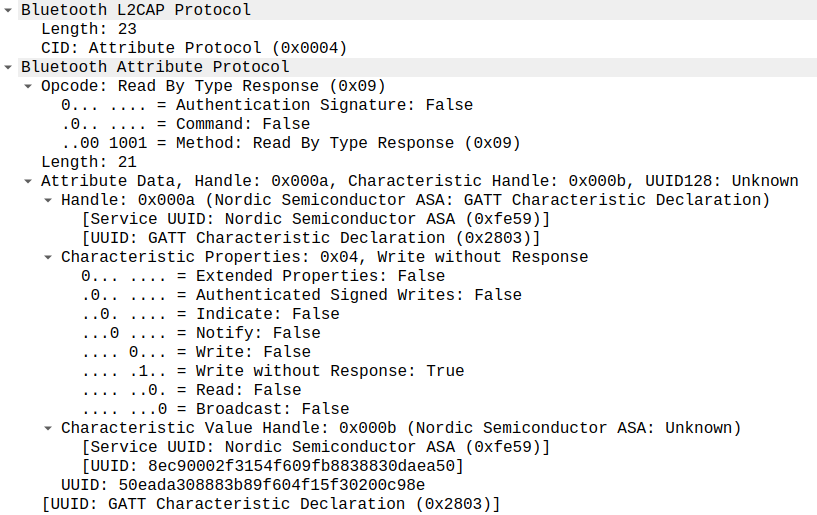 Bluetooth L2CAP Protocol
Length: 23
CID: Attribute Protocol (0x0004)
Bluetooth Attribute Protocol
Opcode: Read By Type Response (0x09)
0... .... = Authentication Signature: False
.0.. .... = Command: False
..00 1001 = Method: Read By Type Response (0x09)
Length: 21
Attribute Data, Handle: 0x000a, Characteristic Handle: 0x000b, UUID128: Unknown
Handle: 0x000a (Nordic Semiconductor ASA: GATT Characteristic Declaration)
[Service UUID: Nordic Semiconductor ASA (0xfe59)]
[UUID: GATT Characteristic Declaration (0x2803)]
Characteristic Properties: 0x04, Write without Response
0... .... = Extended Properties: False
.0.. .... = Authenticated Signed Writes: False
..0. .... = Indicate: False
...0 .... = Notify: False
.... 0... = Write: False
.... .1.. = Write without Response: True
.... ..0. = Read: False
.... ...0 = Broadcast: False
Characteristic Value Handle: 0x000b (Nordic Semiconductor ASA: Unknown)
[Service UUID: Nordic Semiconductor ASA (0xfe59)]
[UUID: 8ec90002f3154f609fb8838830daea50]
UUID: 50eada308883b89f604f15f30200c98e
[UUID: GATT Characteristic Declaration (0x2803)]